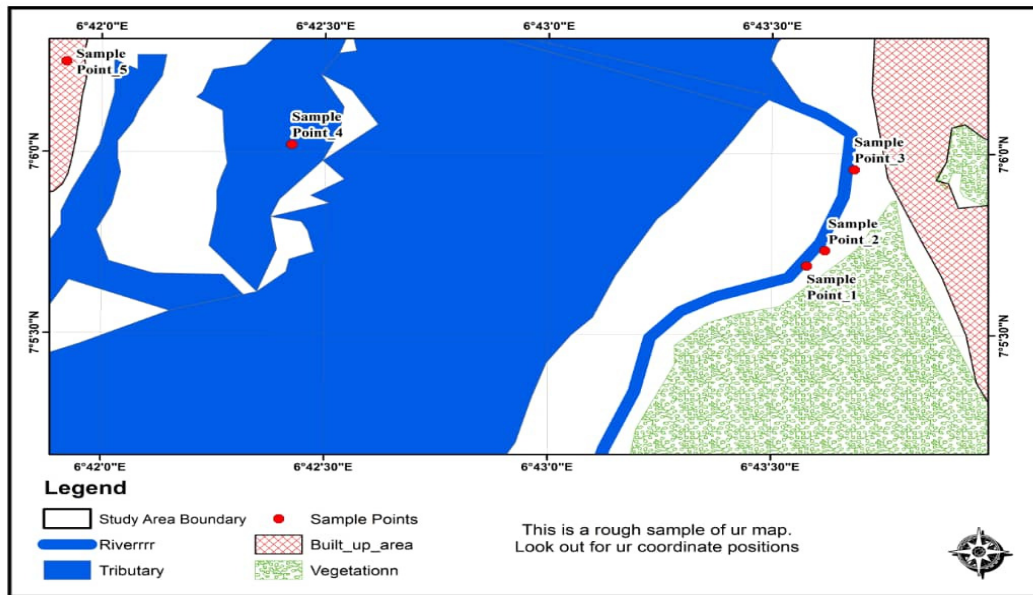 6°42'0"E 6°42'30"E 6°43'0"E 6°43'30"E
Sample
Point_5
Sample
Point_4
7°6'0"N
7°6'0"N
Sample
Point_3
Sample
Point_2
Sample
Point_1
7°5'30"N
7°5'30"N
6°42'0"E 6°42'30"E 6°43'0"E 6°43'30"E
Legend
Study Area Boundary
Sample Points
Riverrrr
Built_up_area
Tributary
Vegetationn
This is a rough sample of ur map.
Look out for ur coordinate positions